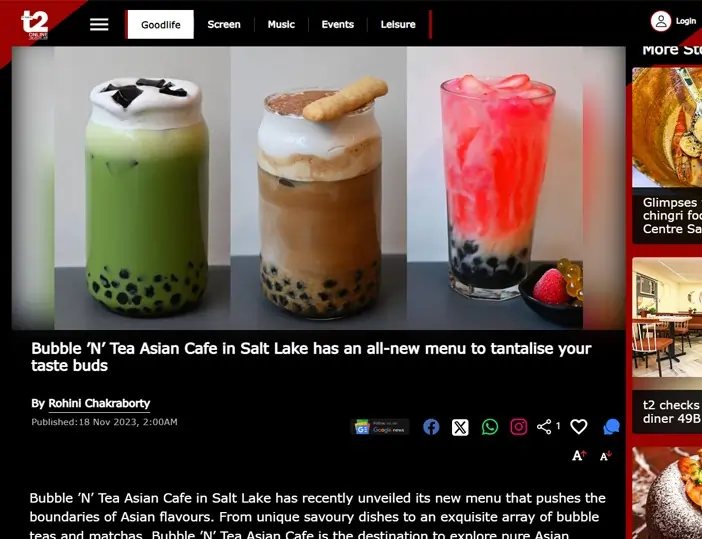 t2
ONLINE
Goodlife
Screen
Music
Events
Leisure
Login
More Sto
Glimpses
chingri foo
Centre Sa
Bubble ’N’ Tea Asian Cafe in Salt Lake has an all-new menu to tantalise your
taste buds
By Rohini Chakraborty
Published:18 Nov 2023, 2:00AM
Follow us on
Google news
1
t2 checks
diner 49B
A A
Bubble ’N’ Tea Asian Cafe in Salt Lake has recently unveiled its new menu that pushes the
boundaries of Asian flavours. From unique savoury dishes to an exquisite array of bubble
teas and matchas, Bubble ’N’ Tea Asian Cafe is the destination to explore pure Asian